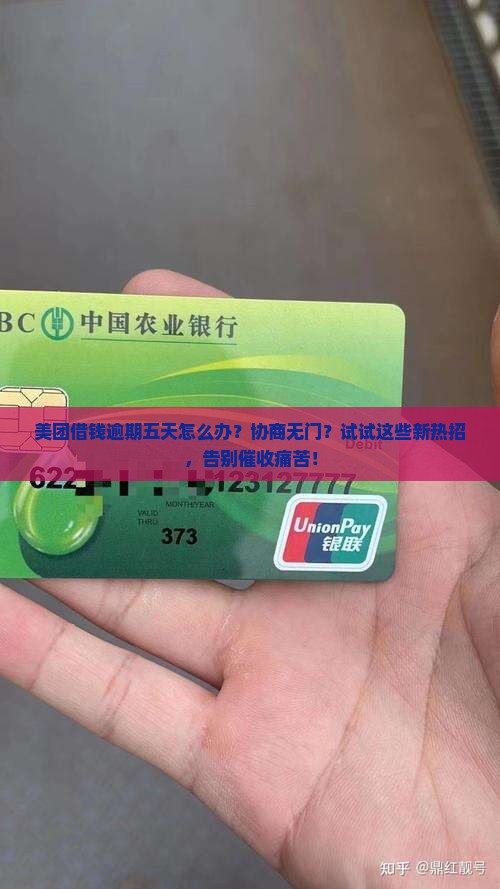 BC 中国农业银行
美团借钱逾期五天怎么办？协商无门？试试这些新热招
，告别催收痛苦！
Debit
622
123127777
MONTH/YEAR
VALID
THRU
373
UnionPay
银联
知乎 @鼎红靓号